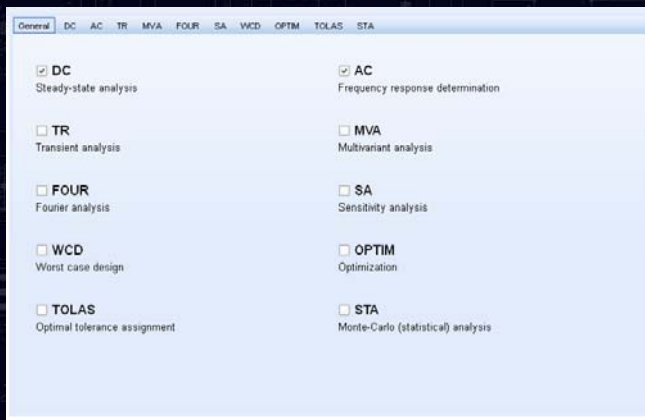 General DC AC TR MVA FOUR SA WCD OPTIM TOLAS STA
DC
Steady-state analysis
AC
Frequency response determination
TR
Transient analysis
MVA
Multivariant analysis
FOUR
Fourier analysis
SA
Sensitivity analysis
WCD
Worst case design
OPTIM
Optimization
TOLAS
Optimal tolerance assignment
STA
Monte-Carlo (statistical) analysis